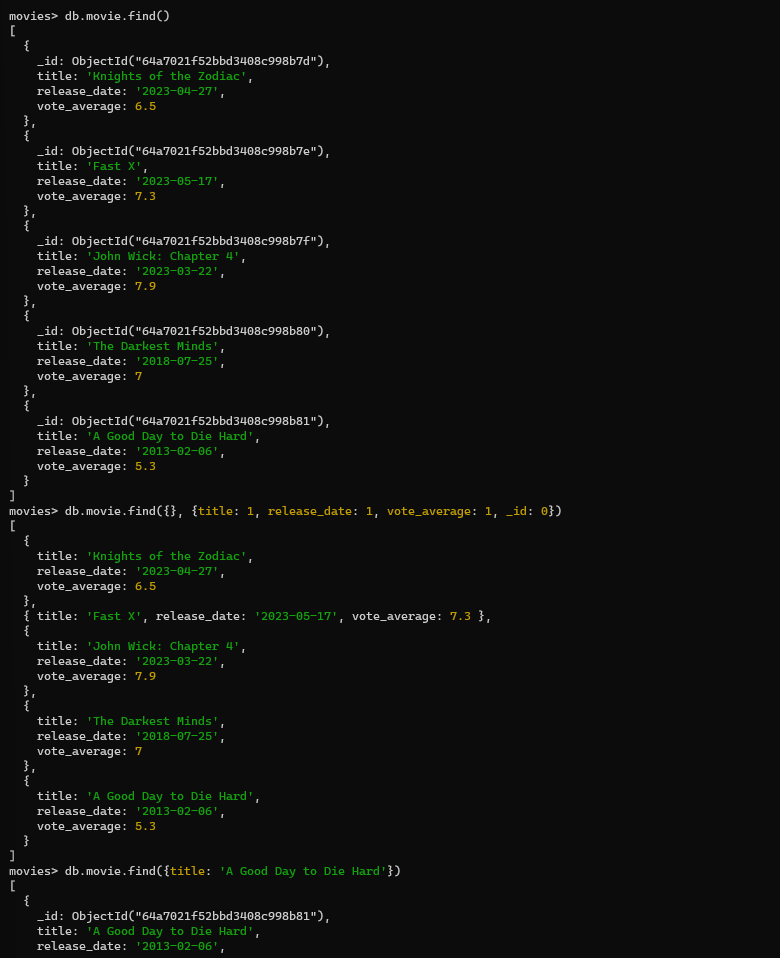 movies> db.movie.find()
[
  {
    _id: ObjectId("64a7021f52bbd3408c998b7d"),
    title: 'Knights of the Zodiac',
    release_date: '2023-04-27',
    vote_average: 6.5
  },
  {
    _id: ObjectId("64a7021f52bbd3408c998b7e"),
    title: 'Fast X',
    release_date: '2023-05-17',
    vote_average: 7.3
  },
  {
    _id: ObjectId("64a7021f52bbd3408c998b7f"),
    title: 'John Wick: Chapter 4',
    release_date: '2023-03-22',
    vote_average: 7.9
  },
  {
    _id: ObjectId("64a7021f52bbd3408c998b80"),
    title: 'The Darkest Minds',
    release_date: '2018-07-25',
    vote_average: 7
  },
  {
    _id: ObjectId("64a7021f52bbd3408c998b81"),
    title: 'A Good Day to Die Hard',
    release_date: '2013-02-06',
    vote_average: 5.3
  }
]
movies> db.movie.find({}, {title: 1, release_date: 1, vote_average: 1, _id: 0})
[
  {
    title: 'Knights of the Zodiac',
    release_date: '2023-04-27',
    vote_average: 6.5
  },
  { title: 'Fast X', release_date: '2023-05-17', vote_average: 7.3 },
  {
    title: 'John Wick: Chapter 4',
    release_date: '2023-03-22',
    vote_average: 7.9
  },
  {
    title: 'The Darkest Minds',
    release_date: '2018-07-25',
    vote_average: 7
  },
  {
    title: 'A Good Day to Die Hard',
    release_date: '2013-02-06',
    vote_average: 5.3
  }
]
movies> db.movie.find({title: 'A Good Day to Die Hard'})
[
  {
    _id: ObjectId("64a7021f52bbd3408c998b81"),
    title: 'A Good Day to Die Hard',
    release_date: '2013-02-06',